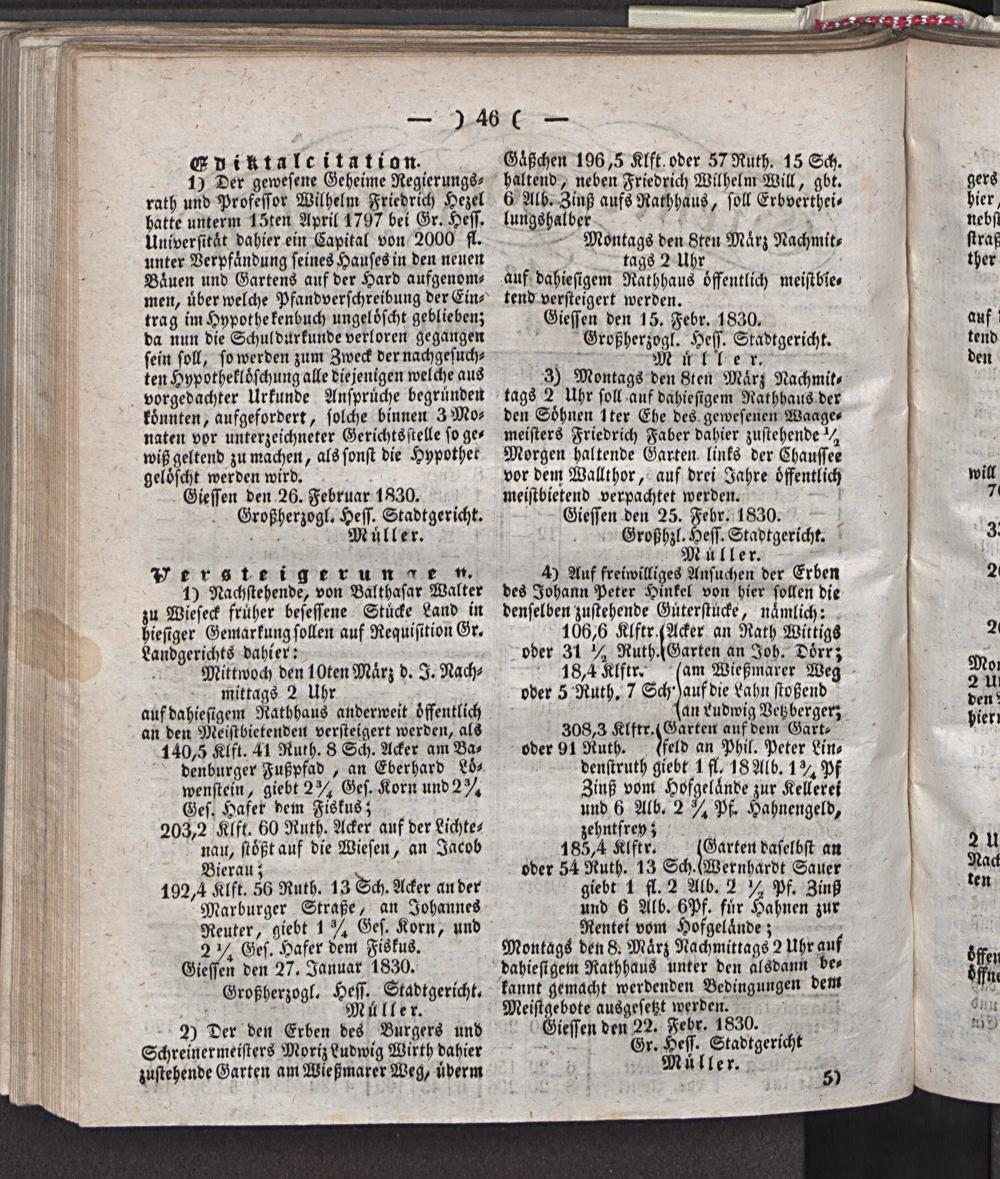 — ) 46 ( —
Ediktalcitation.
1) Der gewesene Geheime Regierungs-
rath und Professor Wilhelm Friedrich Hezel
hatte unterm 15ten April 1797 bei Gr. Hess.
Universität dahier ein Capital von 2000 fl.
unter Verpfändung seines Hauses in den neuen
Bäuen und Gartens auf der Hard aufgenom-
men, über welche Pfandverschreibung der Ein-
trag im Hypothekenbuch ungelöscht geblieben;
da nun die Schuldurkunde verloren gegangen
sein soll, so werden zum Zweck der nachgesuch-
ten Hypotheklöschung alle diejenigen welche aus
vorgedachter Urkunde Ansprüche begründen
könnten, aufgefordert, solche binnen 3 Mo-
naten vor unterzeichneter Gerichtsstelle so ge-
wiß geltend zu machen, als sonst die Hypothek
gelöscht werden wird.
Giessen den 26. Februar 1830.
Großherzogl. Hess. Stadtgericht.
Müller.
Versteigerungen.
1) Nachstehende, von Balthasar Walter
zu Wieseck früher besessene Stücke Land in
hiesiger Gemarkung sollen auf Requisition Gr.
Landgerichts dahier:
Mittwoch den 10ten März d. J. Nach-
mittags 2 Uhr
auf dahiesigem Rathhaus anderweit öffentlich
an den Meistbietenden versteigert werden, als
140,5 Klft. 41 Ruth. 8 Sch. Acker am Ba-
denburger Fußpfad, an Eberhard Lö-
wenstein, giebt 2 3/4 Ges. Korn und 2 3/4
Ges. Hafer dem Fiskus;
203,2 Klft. 60 Ruth. Acker auf der Lichte-
nau, stößt auf die Wiesen, an Jacob
Bierau;
192,4 Klft. 56 Ruth. 13 Sch. Acker an der
Marburger Straße, an Johannes
Reuter, giebt 1 3/4 Ges. Korn, und
2 1/4 Ges. Hafer dem Fiskus.
Giessen den 27. Januar 1830.
Großherzogl. Hess. Stadtgericht.
Müller.
2) Der den Erben des Burgers und
Schreinermeisters Moriz Ludwig Wirth dahier
zustehende Garten am Wießmarer Weg, überm
Gäßchen 196,5 Klft. oder 57 Ruth. 15 Sch.
haltend, neben Friedrich Wilhelm Will, gbt.
6 Alb. Zinß aufs Rathhaus, soll Erbverthei-
lungshalber
Montags den 8ten März Nachmit-
tags 2 Uhr
auf dahiesigem Rathhaus öffentlich meistbie-
tend versteigert werden.
Giessen den 15. Febr. 1830.
Großherzogl. Hess. Stadtgericht.
Müller.
3) Montags den 8ten März Nachmit-
tags 2 Uhr soll auf dahiesigem Rathhaus der
den Söhnen 1ter Ehe des gewesenen Waage-
meisters Friedrich Faber dahier zustehende 1/2
Morgen haltende Garten links der Chaussee
vor dem Wallthor, auf drei Jahre öffentlich
meistbietend verpachtet werden.
Giessen den 25. Febr. 1830.
Großhzl. Hess. Stadtgericht.
Müller.
4) Auf freiwilliges Ansuchen der Erben
des Johann Peter Hinkel von hier sollen die
denselben zustehende Güterstücke, nämlich:
106,6 Klftr. (Acker an Rath Wittigs
oder 31 1/2 Ruth. (Garten an Joh. Dörr;
18,4 Klftr. (am Wießmarer Weg
oder 5 Ruth. 7 Sch. )auf die Lahn stoßend
(an Ludwig Vetzberger;
308,3 Klftr. (Garten auf dem Gart-
oder 91 Ruth. (feld an Phil. Peter Lin-
denstruth giebt 1 fl. 18 Alb. 1 3/4 Pf
Zinß vom Hofgelände zur Kellerei
und 6 Alb. 2 3/4 Pf. Hahnengeld,
zehntfrey;
185,4 Klftr. (Garten daselbst an
oder 54 Ruth. 13 Sch. (Wernhardt Sauer
giebt 1 fl. 2 Alb. 2 1/2 Pf. Zinß
und 6 Alb. 6Pf. für Hahnen zur
Rentei vom Hofgelände;
Montags den 8. März Nachmittags 2 Uhr auf
dahiesigem Rathhaus unter den alsdann be-
kannt gemacht werdenden Bedingungen dem
Meistgebote ausgesetzt werden.
Giessen den 22. Febr. 1830.
Gr. Hess. Stadtgericht
Müller.
5)
gers
hier,
nebst
straß
ther
auf
tend
den
will
2 U
den
hier
2 U
Nach
ten